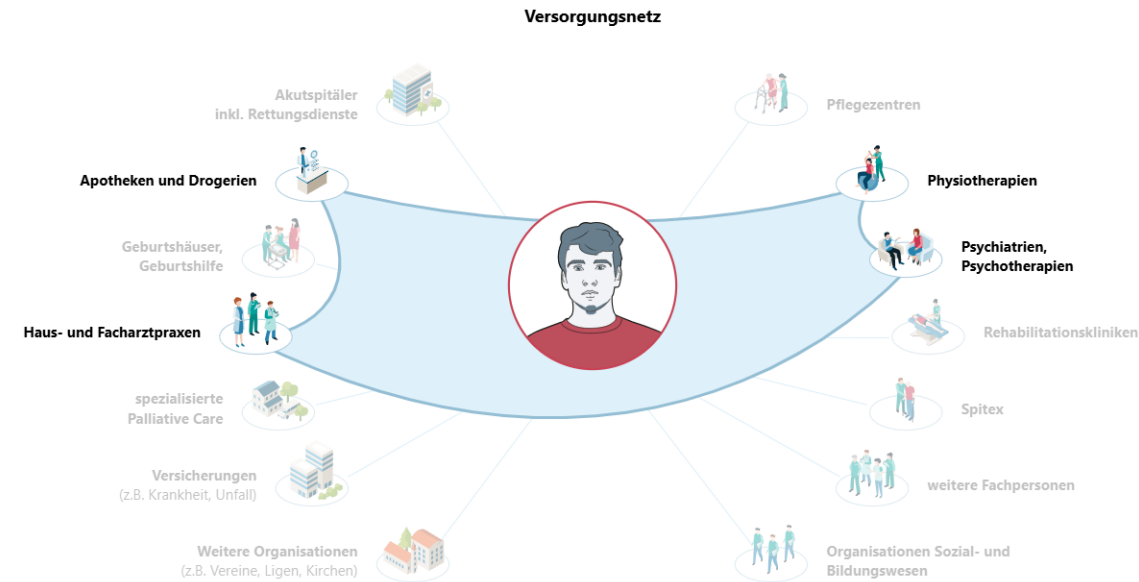 Versorgungsnetz
Akutspitäler
inkl. Rettungsdienste
Pflegezentren
Apotheken und Drogerien
Physiotherapien
Geburtshäuser,
Geburtshilfe
Psychiatrien,
Psychotherapien
Haus- und Facharztpraxen
Rehabilitationskliniken
spezialisierte
Palliative Care
Spitex
Versicherungen
(z.B. Krankheit, Unfall)
weitere Fachpersonen
Weitere Organisationen
(z.B. Vereine, Ligen, Kirchen)
Organisationen Sozial- und
Bildungswesen